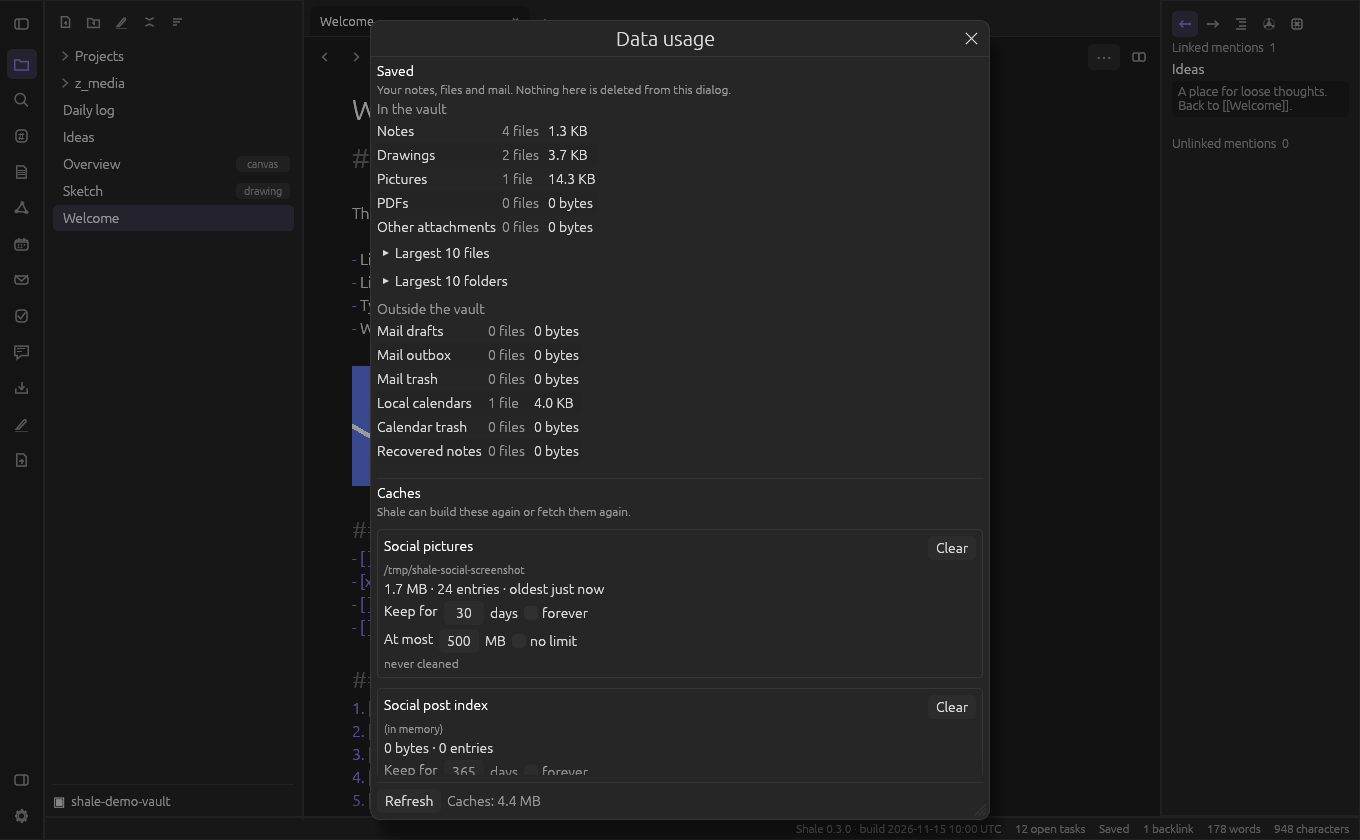 Welcome
Data usage
Projects
z_media
Daily log
Ideas
Overview canvas
Sketch drawing
Welcome
shale-demo-vault
Saved
Your notes, files and mail. Nothing here is deleted from this dialog.
In the vault
Notes 4 files 1.3 KB
Drawings 2 files 3.7 KB
Pictures 1 file 14.3 KB
PDFs 0 files 0 bytes
Other attachments 0 files 0 bytes
Largest 10 files
Largest 10 folders
Outside the vault
Mail drafts 0 files 0 bytes
Mail outbox 0 files 0 bytes
Mail trash 0 files 0 bytes
Local calendars 1 file 4.0 KB
Calendar trash 0 files 0 bytes
Recovered notes 0 files 0 bytes
Caches
Shale can build these again or fetch them again.
Social pictures Clear
/tmp/shale-social-screenshot
1.7 MB · 24 entries · oldest just now
Keep for 30 days forever
At most 500 MB no limit
never cleaned
Social post index Clear
(in memory)
0 bytes · 0 entries
Keep for 365 days forever
Refresh Caches: 4.4 MB
1.
2.
3.
4.
5.
Linked mentions 1
Ideas
A place for loose thoughts.
Back to [[Welcome]].
Unlinked mentions 0
Shale 0.3.0 · build 2026-11-15 10:00 UTC 12 open tasks Saved 1 backlink 178 words 948 characters